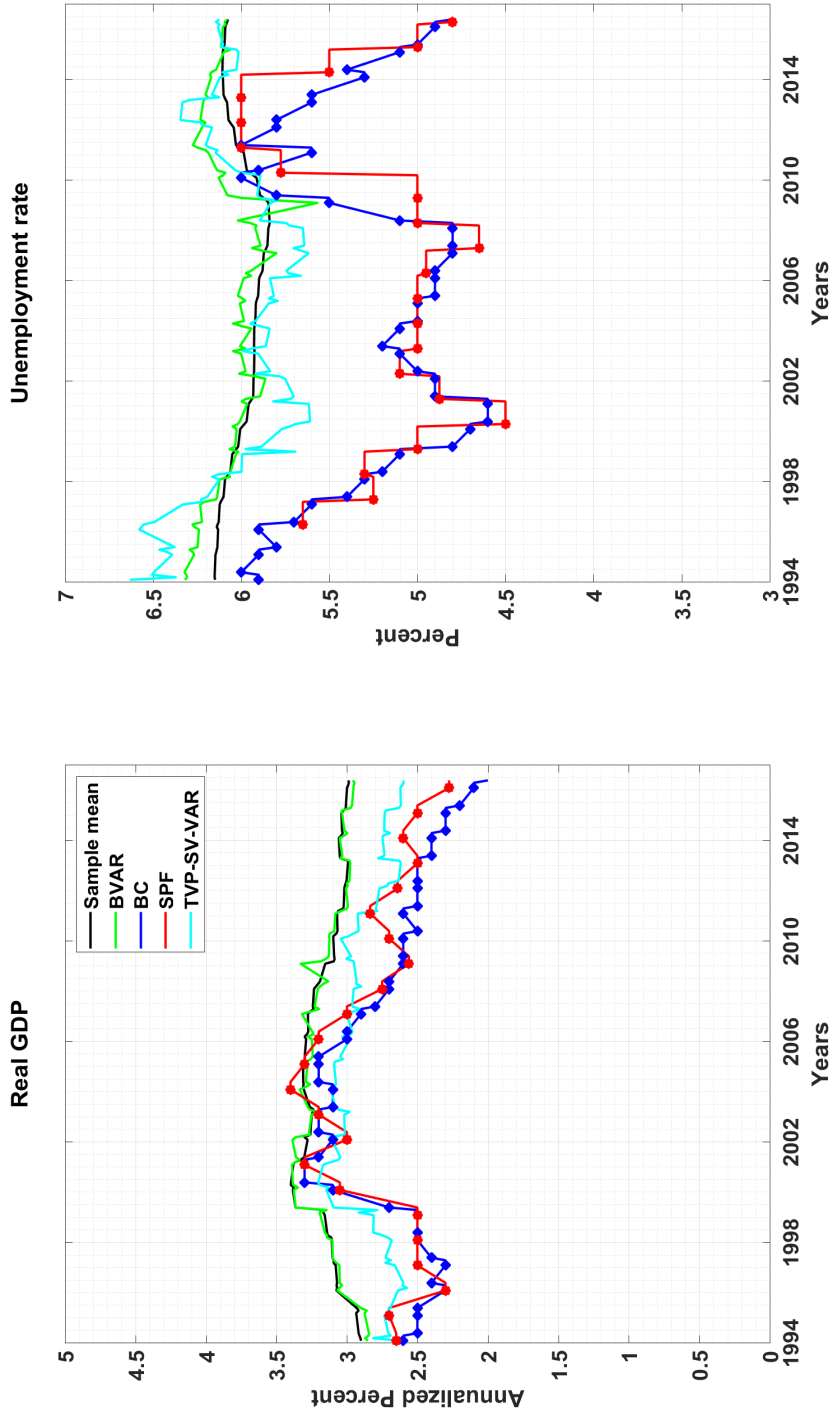 Real GDP
5
4.5
4
3.5
3
2.5
2
1.5
1
0.5
0
Annualized Percent
Sample mean
BVAR
BC
SPF
TVP-SV-VAR
1994 1998 2002 2006 2010 2014
Years
Unemployment rate
7
6.5
6
5.5
5
4.5
4
3.5
3
Percent
1994 1998 2002 2006 2010 2014
Years